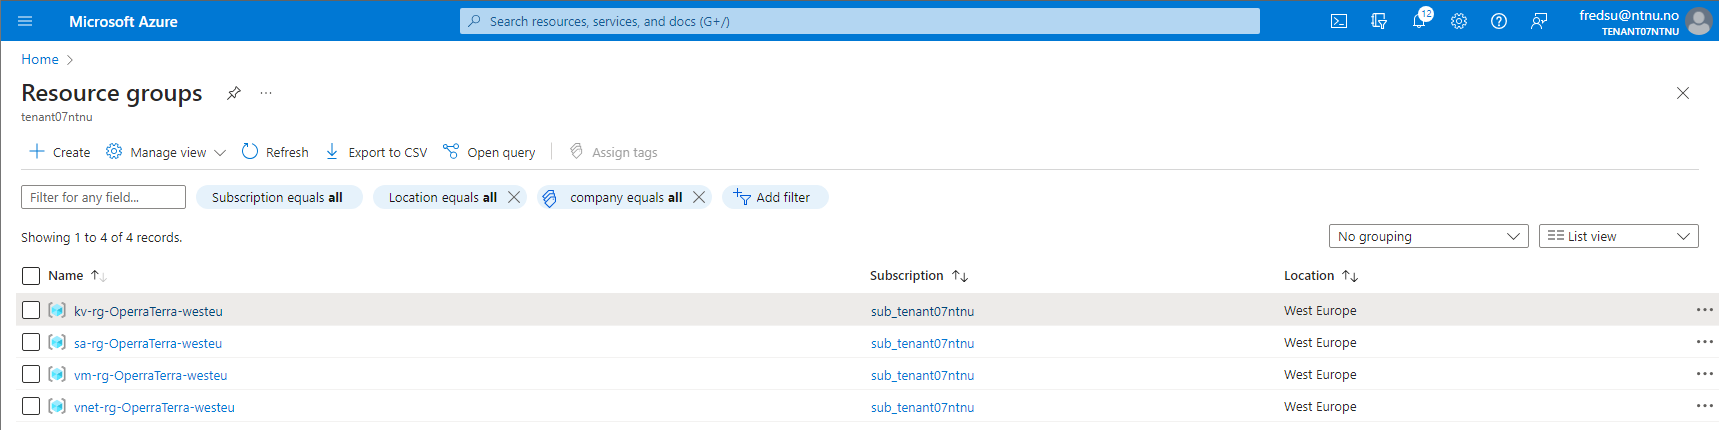 Microsoft Azure
Search resources, services, and docs (G+/)
12
fredsu@ntnu.no
TENANT07NTNU
Home
Resource groups
tenant07ntnu
Create Manage view Refresh Export to CSV Open query Assign tags
Filter for any field... Subscription equals all Location equals all company equals all Add filter
Showing 1 to 4 of 4 records. No grouping List view
Name Subscription Location
kv-rg-OperraTerra-westeu sub_tenant07ntnu West Europe
sa-rg-OperraTerra-westeu sub_tenant07ntnu West Europe
vm-rg-OperraTerra-westeu sub_tenant07ntnu West Europe
vnet-rg-OperraTerra-westeu sub_tenant07ntnu West Europe